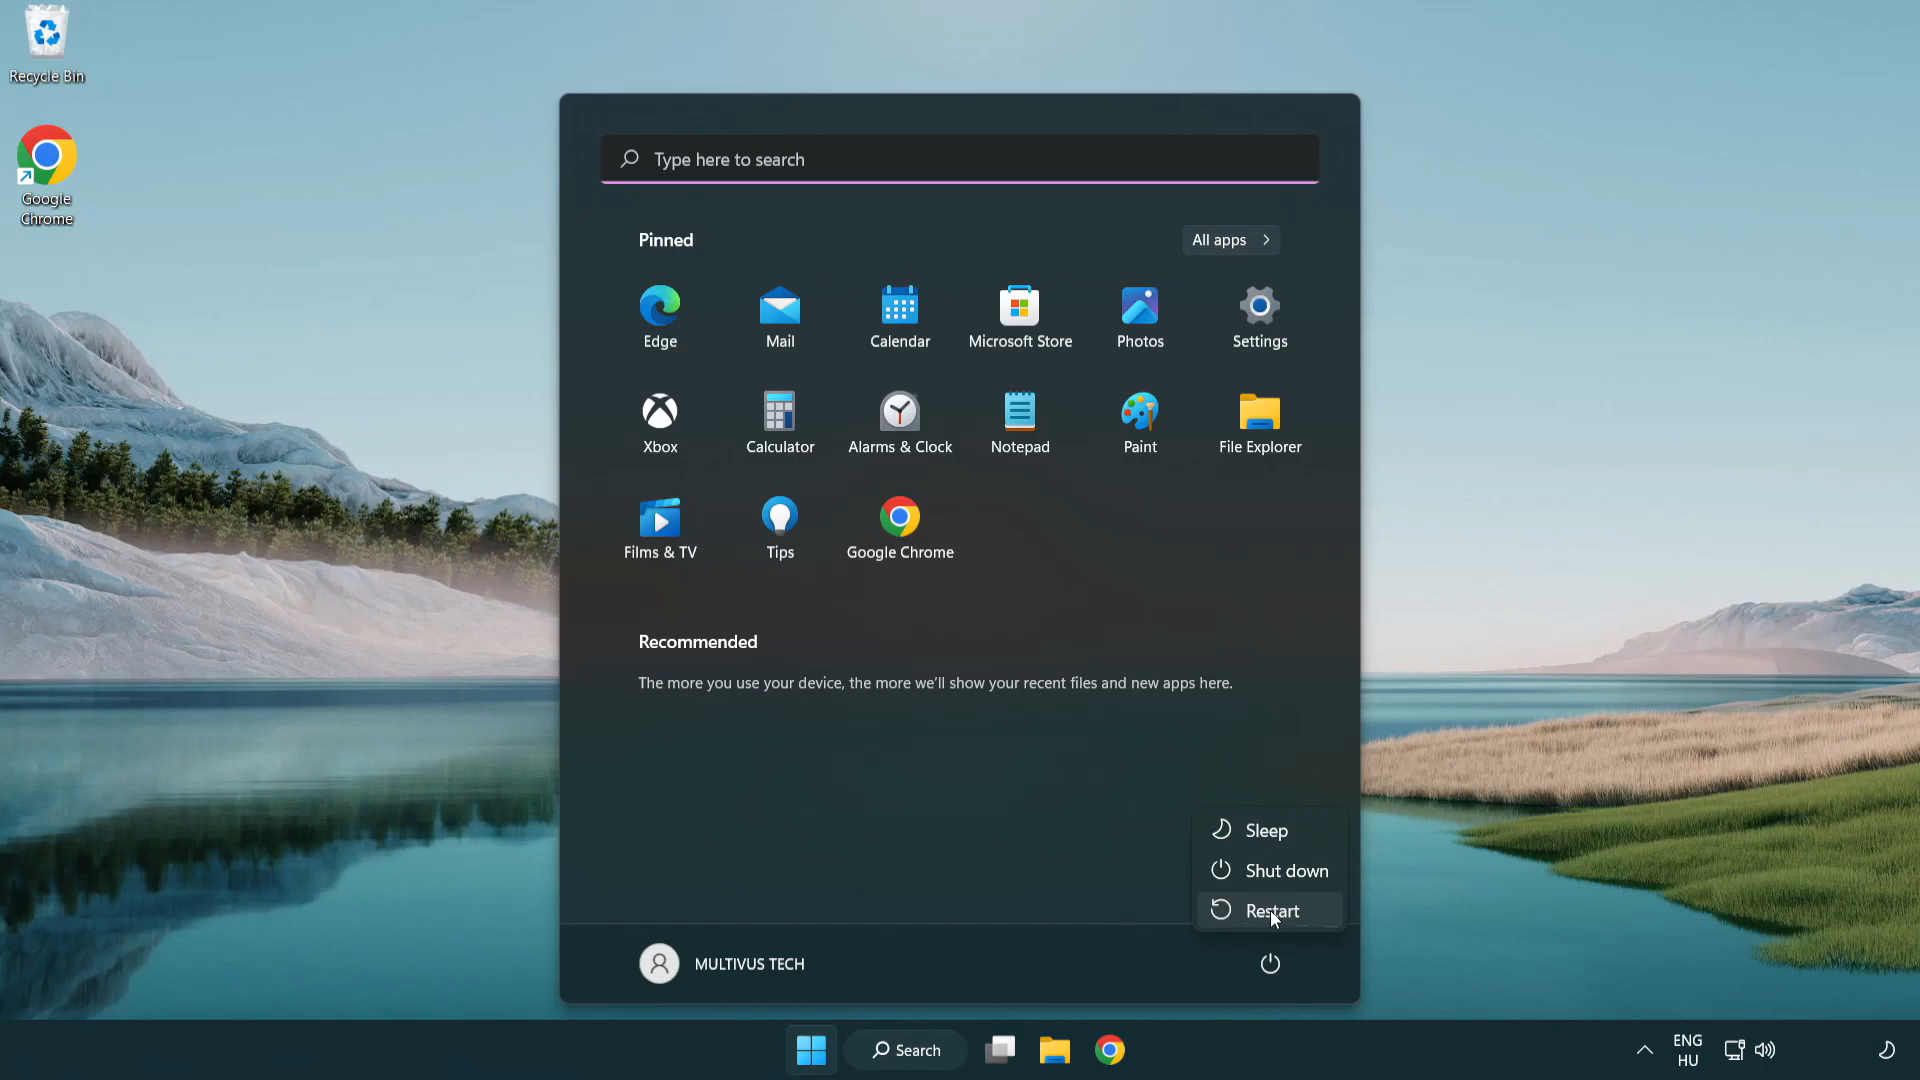 Recycle Bin
Google
Chrome
Type here to search
Pinned
All apps
Edge
Mail
Calendar
Microsoft Store
Photos
Settings
Xbox
Calculator
Alarms & Clock
Notepad
Paint
File Explorer
Films & TV
Tips
Google Chrome
Recommended
The more you use your device, the more we'll show your recent files and new apps here.
Sleep
Shut down
Restart
MULTIVUS TECH
Search
ENG
HU